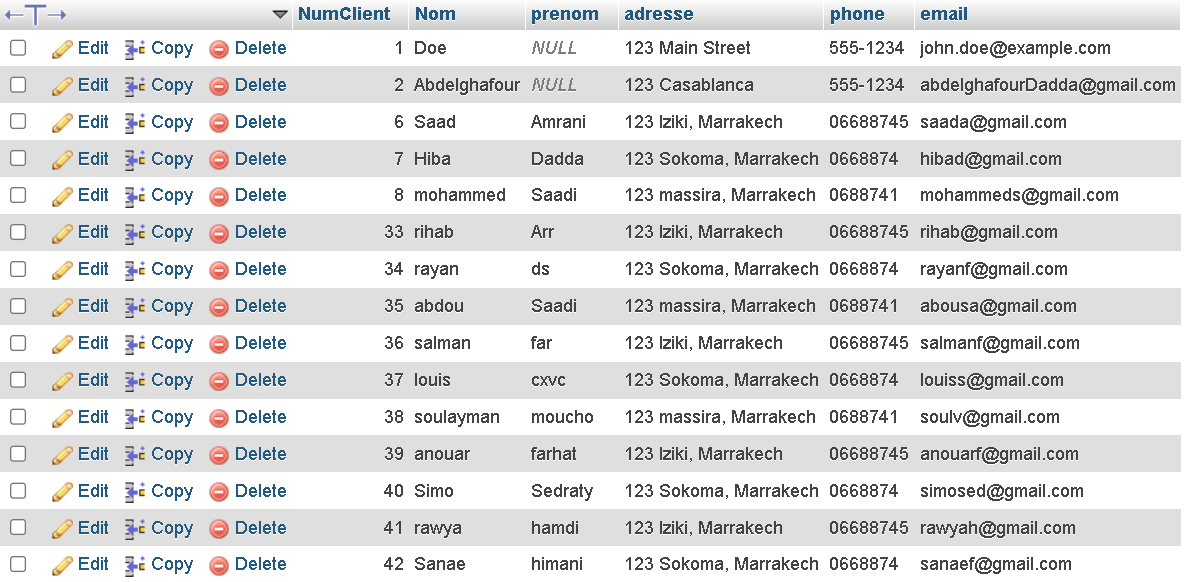 NumClient Nom prenom adresse phone email
Edit Copy Delete 1 Doe NULL 123 Main Street 555-1234 john.doe@example.com
Edit Copy Delete 2 Abdelghafour NULL 123 Casablanca 555-1234 abdelghafourDadda@gmail.com
Edit Copy Delete 6 Saad Amrani 123 Iziki, Marrakech 06688745 saada@gmail.com
Edit Copy Delete 7 Hiba Dadda 123 Sokoma, Marrakech 0668874 hibad@gmail.com
Edit Copy Delete 8 mohammed Saadi 123 massira, Marrakech 0688741 mohammeds@gmail.com
Edit Copy Delete 33 rihab Arr 123 Iziki, Marrakech 06688745 rihab@gmail.com
Edit Copy Delete 34 rayan ds 123 Sokoma, Marrakech 0668874 rayanf@gmail.com
Edit Copy Delete 35 abdou Saadi 123 massira, Marrakech 0688741 abousa@gmail.com
Edit Copy Delete 36 salman far 123 Iziki, Marrakech 06688745 salmanf@gmail.com
Edit Copy Delete 37 louis cxvc 123 Sokoma, Marrakech 0668874 louiss@gmail.com
Edit Copy Delete 38 soulayman moucho 123 massira, Marrakech 0688741 soulv@gmail.com
Edit Copy Delete 39 anouar farhat 123 Iziki, Marrakech 06688745 anouarf@gmail.com
Edit Copy Delete 40 Simo Sedraty 123 Sokoma, Marrakech 0668874 simosed@gmail.com
Edit Copy Delete 41 rawya hamdi 123 Iziki, Marrakech 06688745 rawyah@gmail.com
Edit Copy Delete 42 Sanae himani 123 Sokoma, Marrakech 0668874 sanaef@gmail.com